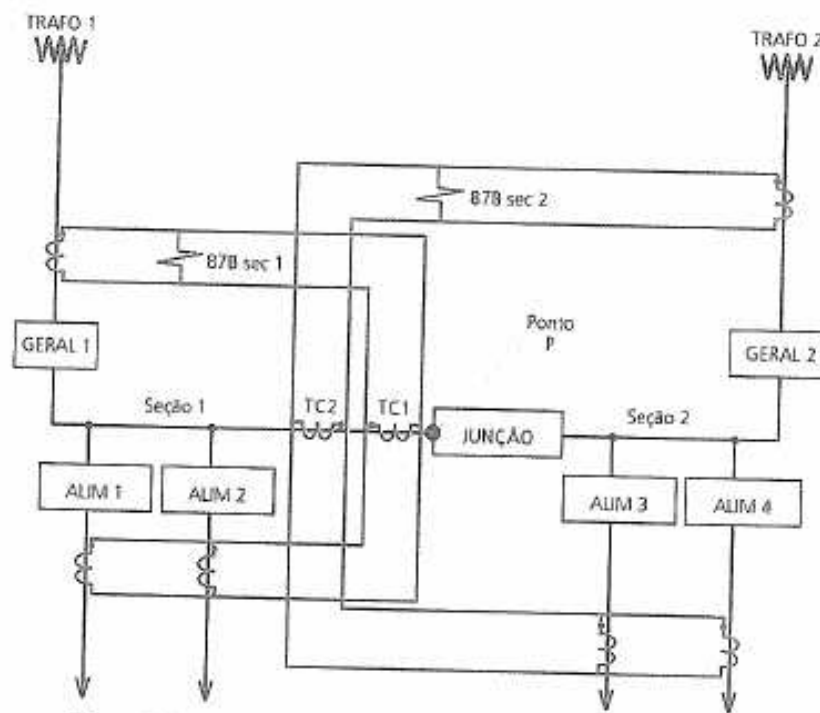 TRAFO 1
TRAFO 2
87B sec 2
87B sec 1
GERAL 1
Ponto
P
GERAL 2
Seção 1
TC2
TC1
JUNÇÃO
Seção 2
ALIM 1
ALIM 2
ALIM 3
ALIM 4